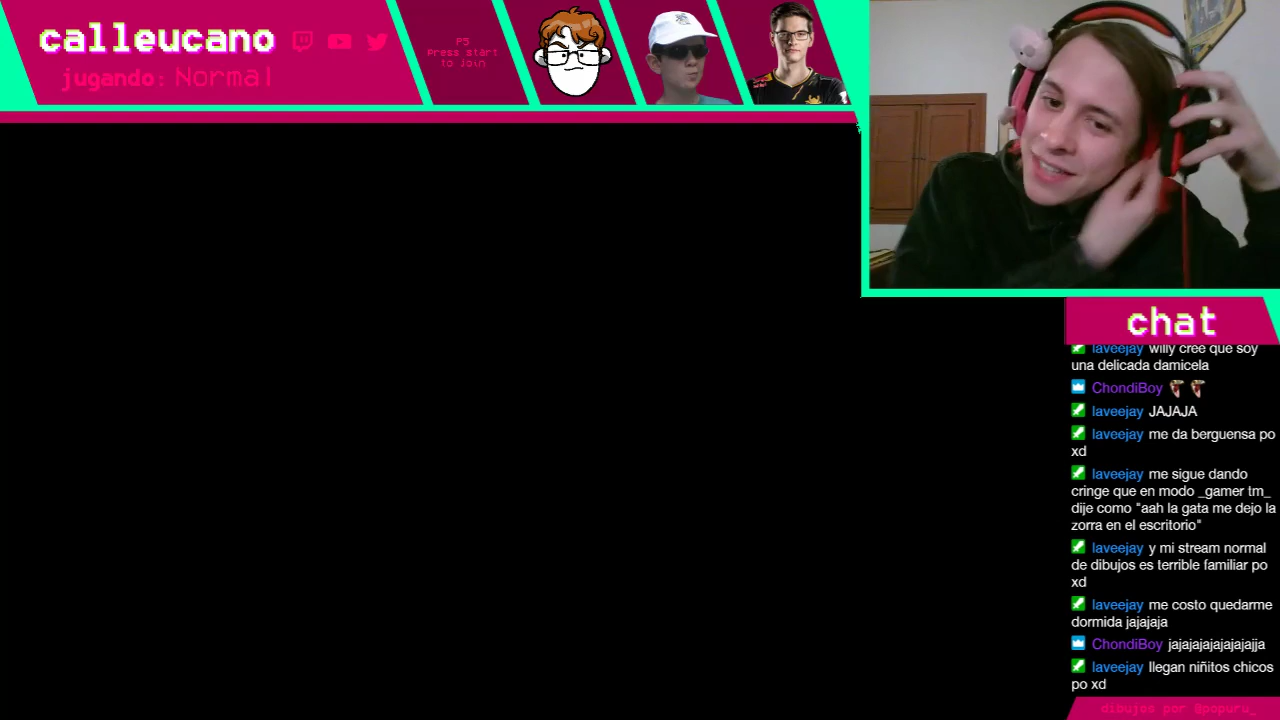 calleucano
jugando: Normal
P5
Press start
to Join
chat
laveejay willy cree que soy
una delicada damicela
ChondiBoy
laveejay JAJAJA
laveejay me da berguensa po
xd
laveejay me sigue dando
cringe que en modo _gamer tm_
dije como "aah la gata me dejo la
zorra en el escritorio"
laveejay y mi stream normal
de dibujos es terrible familiar po
xd
laveejay me costo quedarme
dormida jajajaja
ChondiBoy jajajajajajajajajja
laveejay llegan niñitos chicos
po xd
dibujos por @popuru_